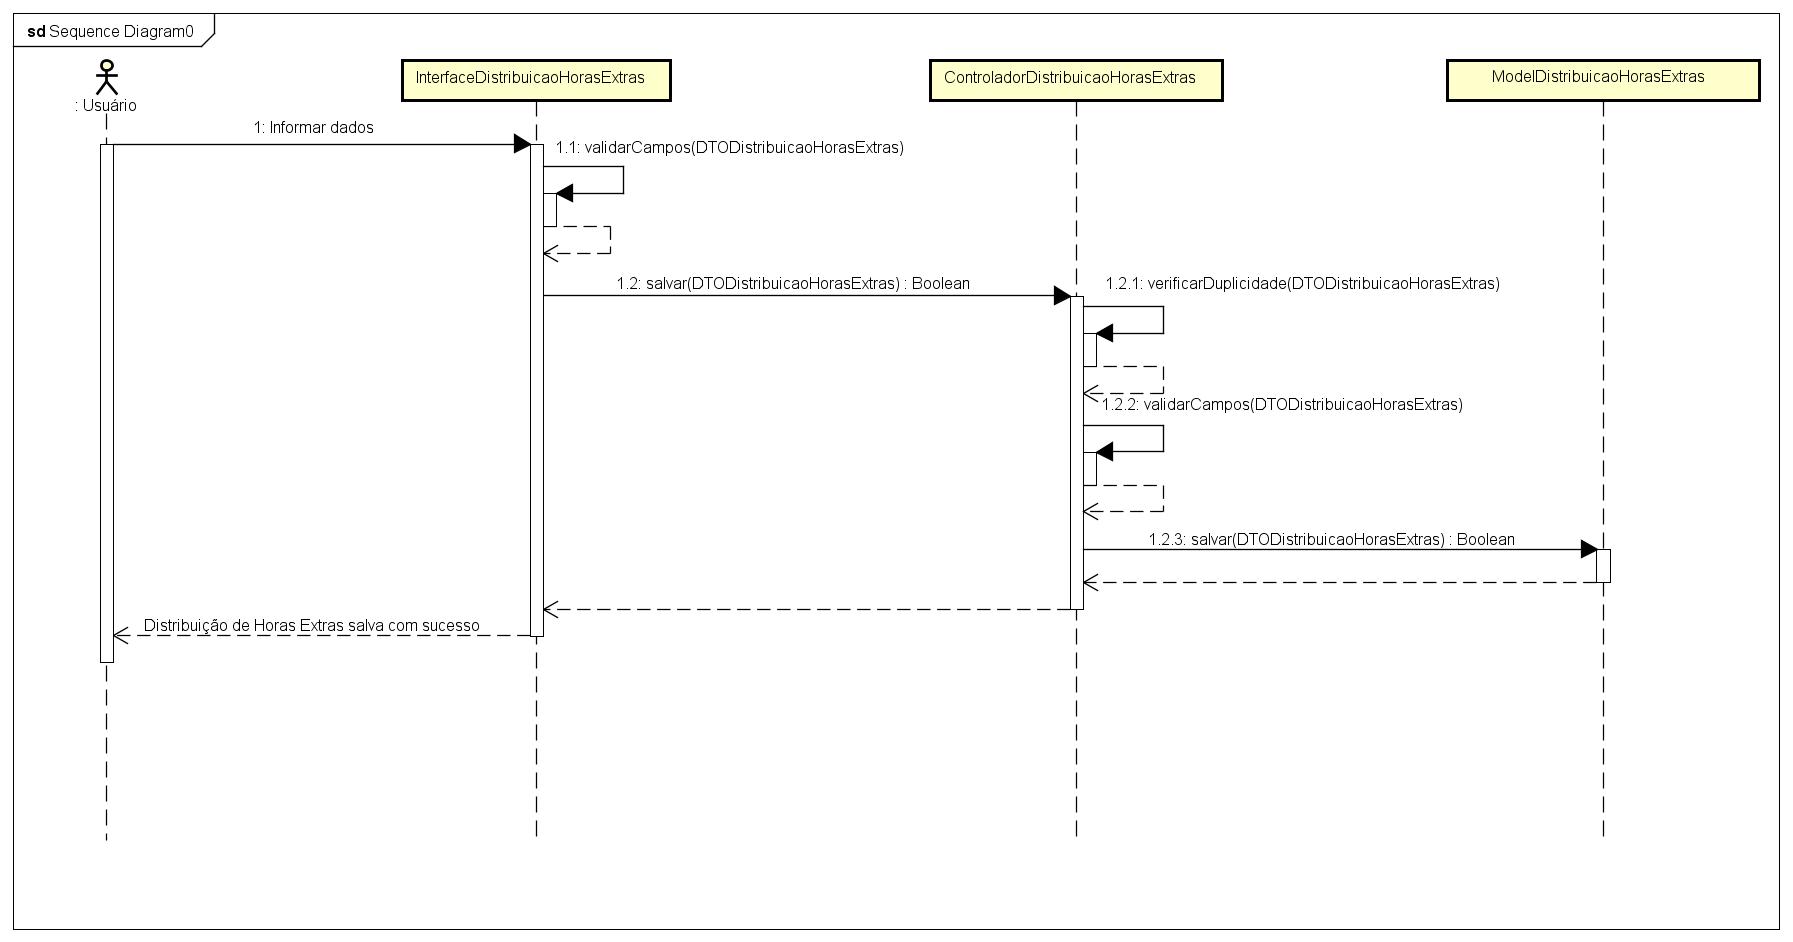 sd Sequence Diagram0
: Usuário
InterfaceDistribuicaoHorasExtras
ControladorDistribuicaoHorasExtras
ModelDistribuicaoHorasExtras
1: Informar dados
1.1: validarCampos(DTODistribuicaoHorasExtras)
1.2: salvar(DTODistribuicaoHorasExtras) : Boolean
1.2.1: verificarDuplicidade(DTODistribuicaoHorasExtras)
1.2.2: validarCampos(DTODistribuicaoHorasExtras)
1.2.3: salvar(DTODistribuicaoHorasExtras) : Boolean
Distribuição de Horas Extras salva com sucesso